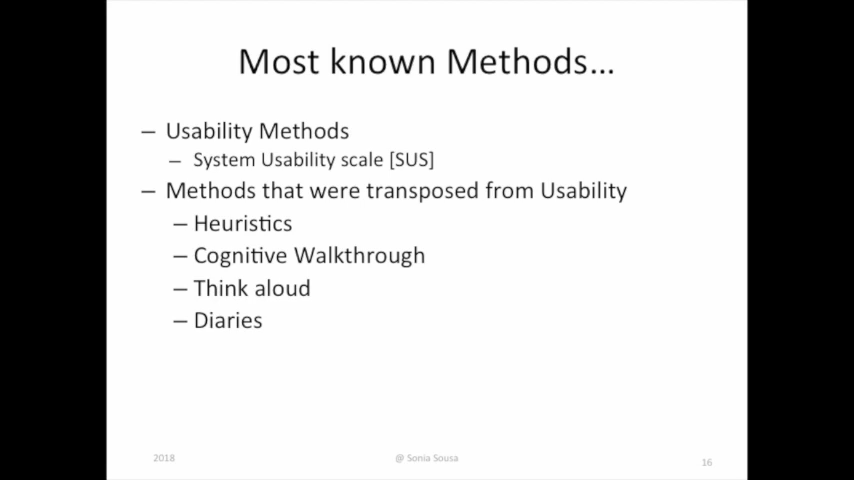 Most known Methods...
– Usability Methods
– System Usability scale [SUS]
– Methods that were transposed from Usability
– Heuristics
– Cognitive Walkthrough
– Think aloud
– Diaries
2018
@ Sonia Sousa
16